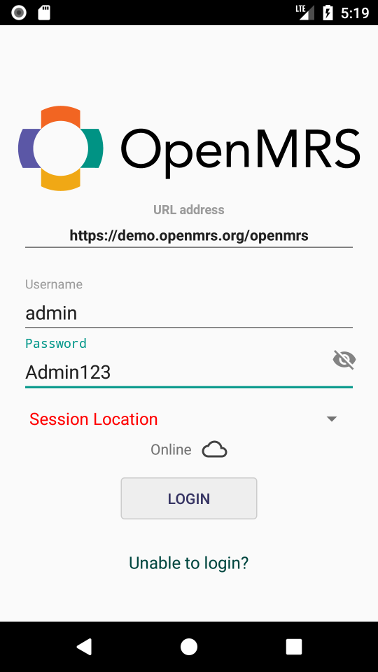 LTE 5:19
OpenMRS
URL address
https://demo.openmrs.org/openmrs
Username
admin
Password
Admin123
Session Location
Online
LOGIN
Unable to login?